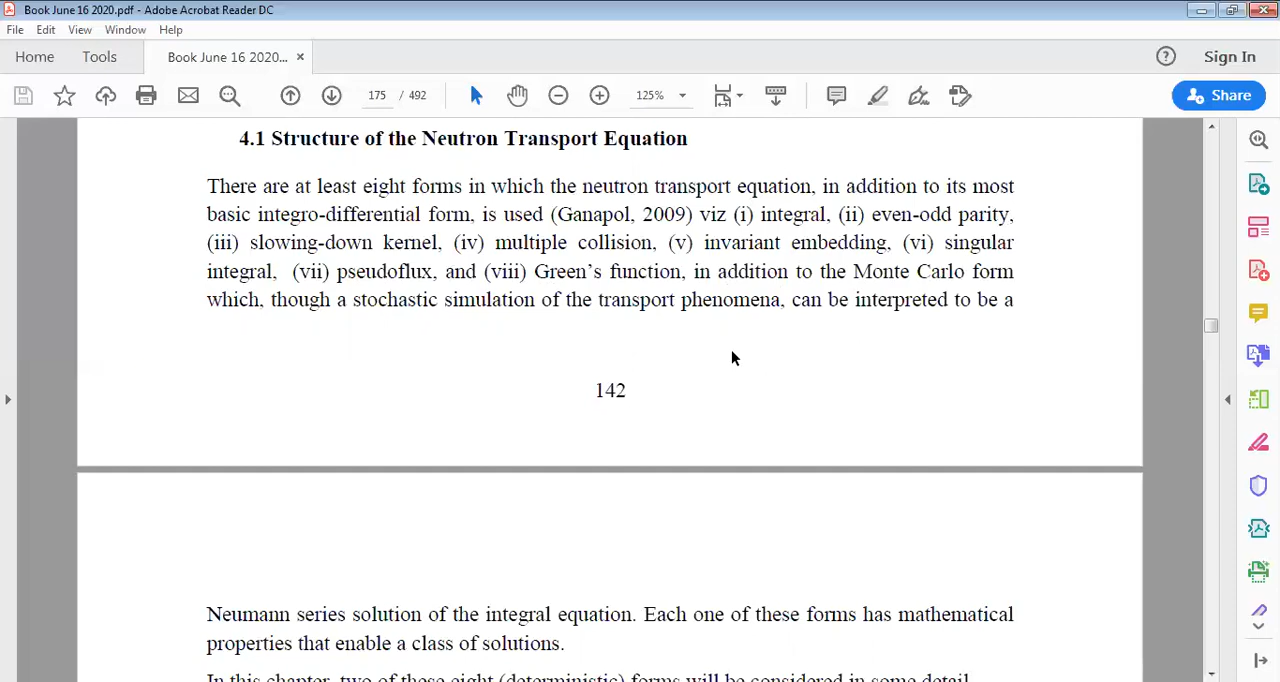 Book June 16 2020.pdf - Adobe Acrobat Reader DC
File Edit View Window Help
Home Tools Book June 16 2020... × Sign In
175 / 492 125% Share
4.1 Structure of the Neutron Transport Equation
There are at least eight forms in which the neutron transport equation, in addition to its most
basic integro-differential form, is used (Ganapol, 2009) viz (i) integral, (ii) even-odd parity,
(iii) slowing-down kernel, (iv) multiple collision, (v) invariant embedding, (vi) singular
integral, (vii) pseudoflux, and (viii) Green's function, in addition to the Monte Carlo form
which, though a stochastic simulation of the transport phenomena, can be interpreted to be a
142
Neumann series solution of the integral equation. Each one of these forms has mathematical
properties that enable a class of solutions.
In this chapter, two of these eight (deterministic) forms will be considered in some detail